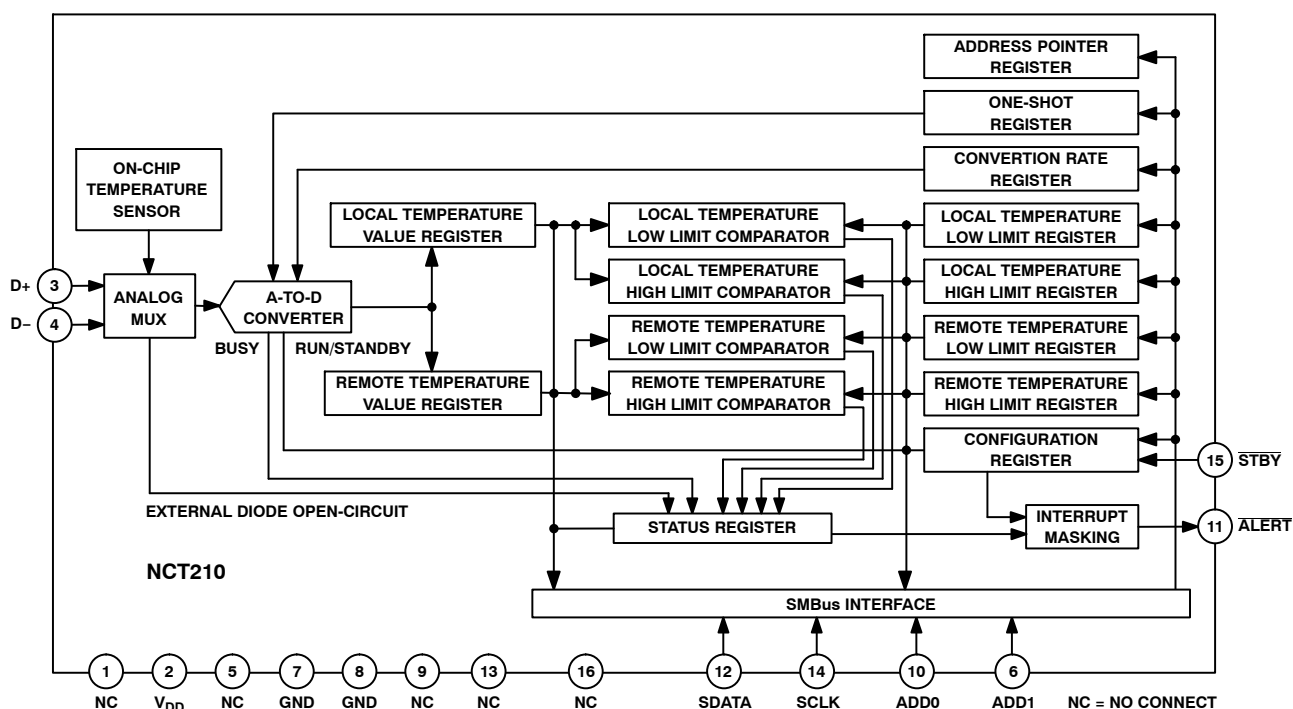 ADDRESS POINTER
REGISTER
ONE-SHOT
REGISTER
CONVERTION RATE
REGISTER
ON-CHIP
TEMPERATURE
SENSOR
LOCAL TEMPERATURE
VALUE REGISTER
LOCAL TEMPERATURE
LOW LIMIT COMPARATOR
LOCAL TEMPERATURE
LOW LIMIT REGISTER
D+
3
D–
4
ANALOG
MUX
A-TO-D
CONVERTER
LOCAL TEMPERATURE
HIGH LIMIT COMPARATOR
LOCAL TEMPERATURE
HIGH LIMIT REGISTER
BUSY
RUN/STANDBY
REMOTE TEMPERATURE
LOW LIMIT COMPARATOR
REMOTE TEMPERATURE
LOW LIMIT REGISTER
REMOTE TEMPERATURE
VALUE REGISTER
REMOTE TEMPERATURE
HIGH LIMIT COMPARATOR
REMOTE TEMPERATURE
HIGH LIMIT REGISTER
CONFIGURATION
REGISTER
15
STBY
EXTERNAL DIODE OPEN-CIRCUIT
STATUS REGISTER
INTERRUPT
MASKING
11
ALERT
NCT210
SMBus INTERFACE
1
2
5
7
8
9
13
16
12
14
10
6
NC
VDD
NC
GND
GND
NC
NC
NC
SDATA
SCLK
ADD0
ADD1
NC = NO CONNECT